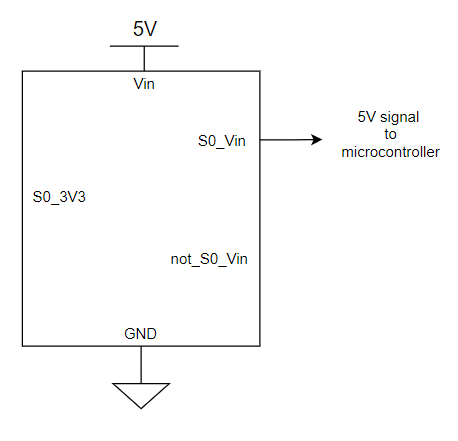 5V
Vin
5V signal
to
microcontroller
S0_Vin
S0_3V3
not_S0_Vin
GND